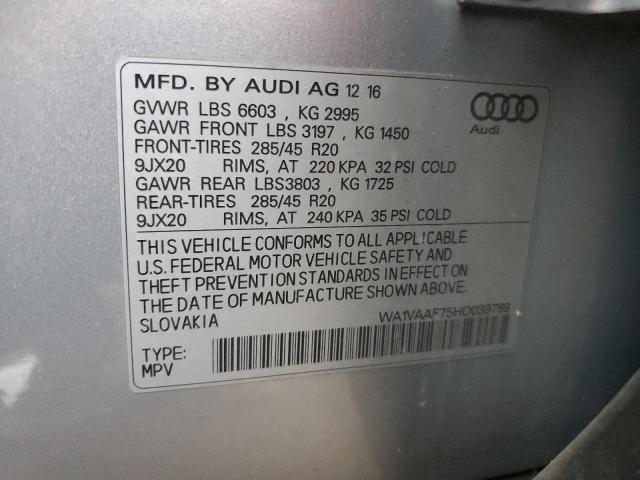 MFD. BY AUDI AG 12 16
GVWR LBS 6603 , KG 2995
GAWR FRONT LBS 3197 , KG 1450
FRONT-TIRES 285/45 R20
9JX20 RIMS, AT 220 KPA 32 PSI COLD
GAWR REAR LBS3803 , KG 1725
REAR-TIRES 285/45 R20
9JX20 RIMS, AT 240 KPA 35 PSI COLD
Audi
THIS VEHICLE CONFORMS TO ALL APPLICABLE
U.S. FEDERAL MOTOR VEHICLE SAFETY AND
THEFT PREVENTION STANDARDS IN EFFECT ON
THE DATE OF MANUFACTURE SHOWN ABOVE.
SLOVAKIA
WA1VAAF75HD039789
TYPE:
MPV